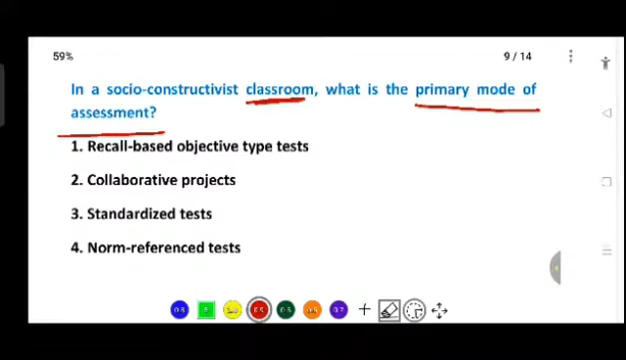 59%
9 / 14
In a socio-constructivist classroom, what is the primary mode of
assessment?
1. Recall-based objective type tests
2. Collaborative projects
3. Standardized tests
4. Norm-referenced tests